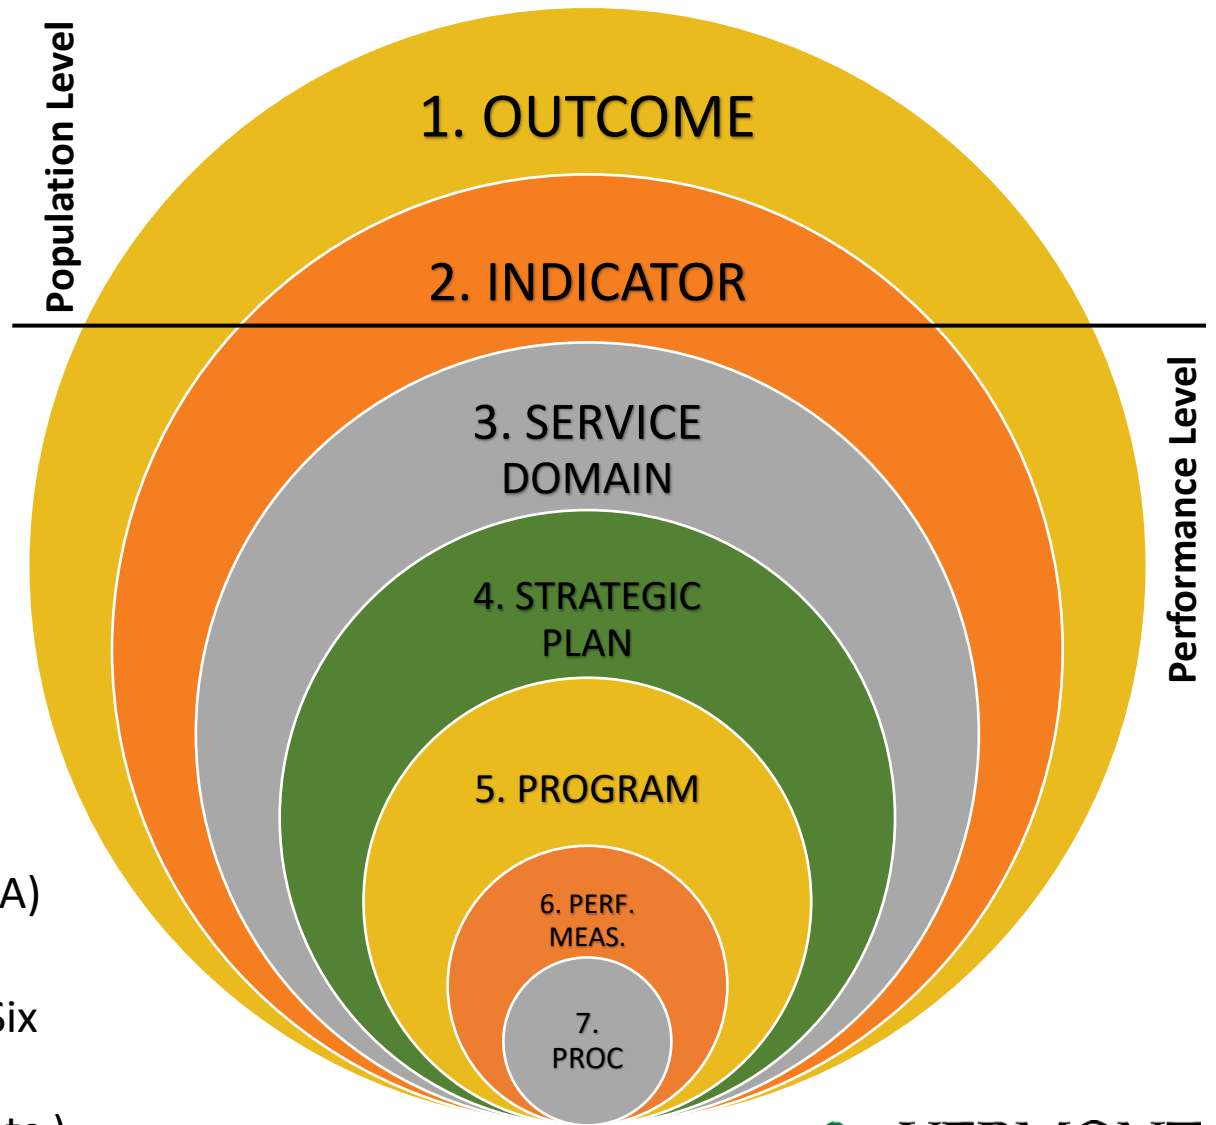 Population Level
1. OUTCOME
2. INDICATOR
Performance Level
3. SERVICE
DOMAIN
4. STRATEGIC
PLAN
5. PROGRAM
6. PERF.
MEAS.
7.
PROC
A)
Six
VERMONT